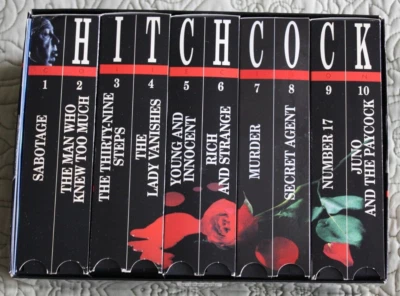 HITCHCOCK
1 2 3 4 5 6 7 8 9 10
SABOTAGE
THE MAN WHO
KNEW TOO MUCH
THE THIRTY-NINE
STEPS
THE
LADY VANISHES
YOUNG AND
INNOCENT
RICH
AND STRANGE
MURDER
SECRET AGENT
NUMBER 17
JUNO
AND THE PAYCOCK